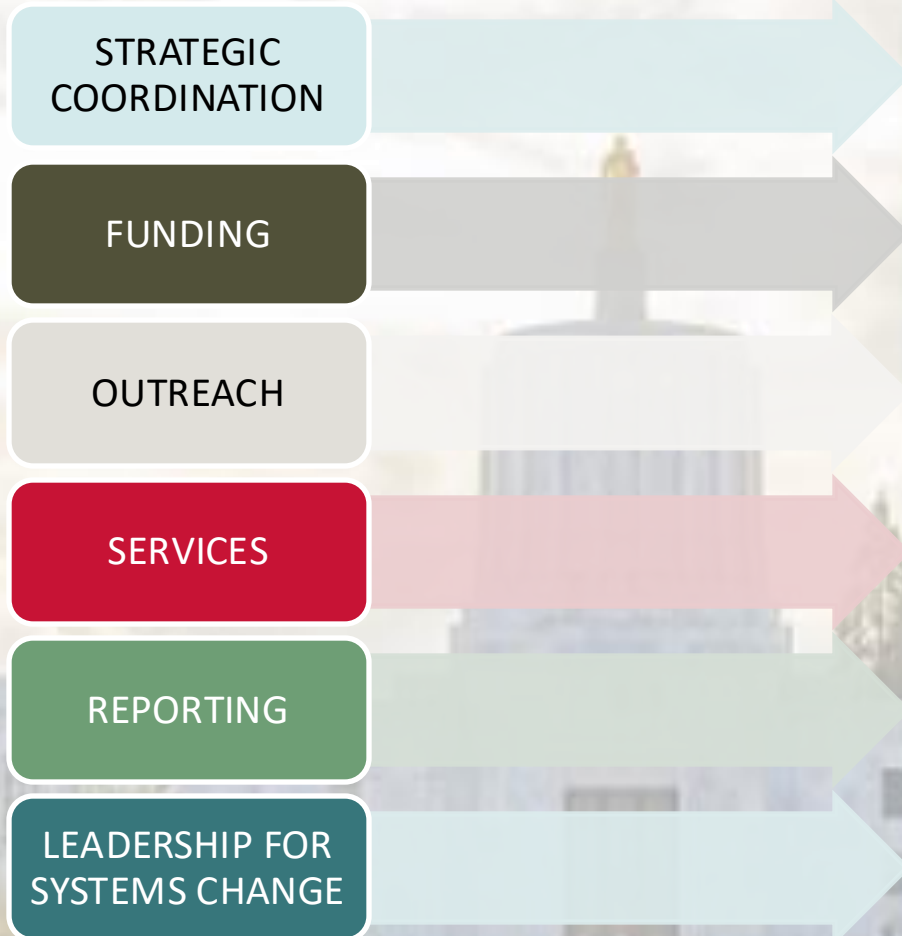 STRATEGIC
COORDINATION
FUNDING
OUTREACH
SERVICES
REPORTING
LEADERSHIP FOR
SYSTEMS CHANGE